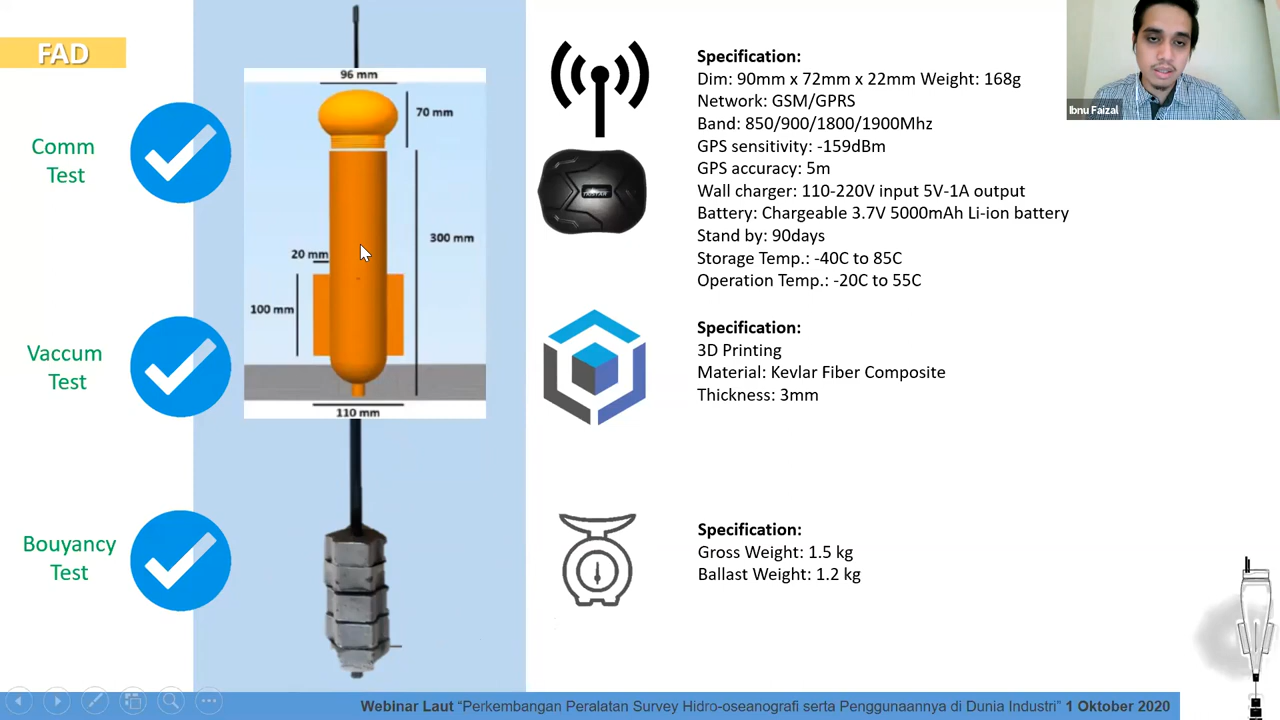 FAD
Comm
Test
Vaccum
Test
Bouyancy
Test
96 mm
70 mm
300 mm
20 mm
100 mm
110 mm
Specification:
Dim: 90mm x 72mm x 22mm Weight: 168g
Network: GSM/GPRS
Band: 850/900/1800/1900Mhz
GPS sensitivity: -159dBm
GPS accuracy: 5m
Wall charger: 110-220V input 5V-1A output
Battery: Chargeable 3.7V 5000mAh Li-ion battery
Stand by: 90days
Storage Temp.: -40C to 85C
Operation Temp.: -20C to 55C
Specification:
3D Printing
Material: Kevlar Fiber Composite
Thickness: 3mm
Specification:
Gross Weight: 1.5 kg
Ballast Weight: 1.2 kg
Ibnu Faizal
Webinar Laut “Perkembangan Peralatan Survey Hidro-oseanografi serta Penggunaannya di Dunia Industri” 1 Oktober 2020